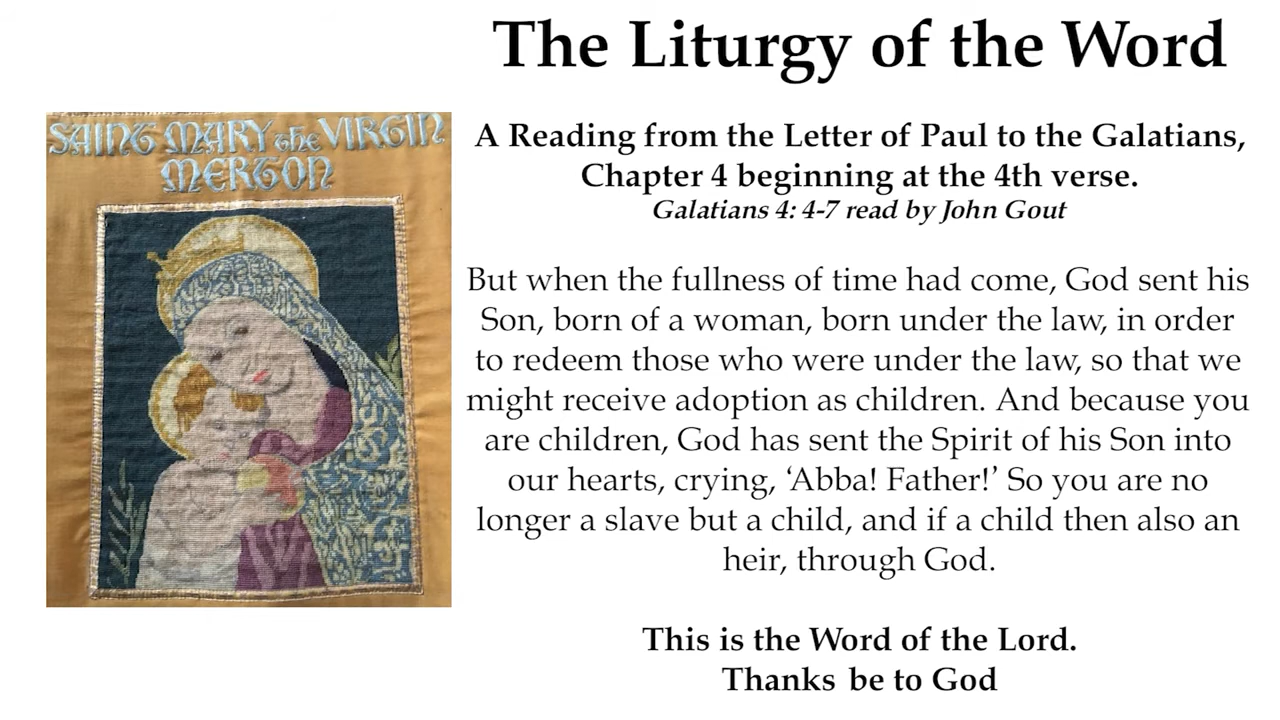 The Liturgy of the Word
SAINT MARY the VIRGIN
MERTON
A Reading from the Letter of Paul to the Galatians,
Chapter 4 beginning at the 4th verse.
Galatians 4: 4-7 read by John Gout
But when the fullness of time had come, God sent his
Son, born of a woman, born under the law, in order
to redeem those who were under the law, so that we
might receive adoption as children. And because you
are children, God has sent the Spirit of his Son into
our hearts, crying, ‘Abba! Father!’ So you are no
longer a slave but a child, and if a child then also an
heir, through God.
This is the Word of the Lord.
Thanks be to God